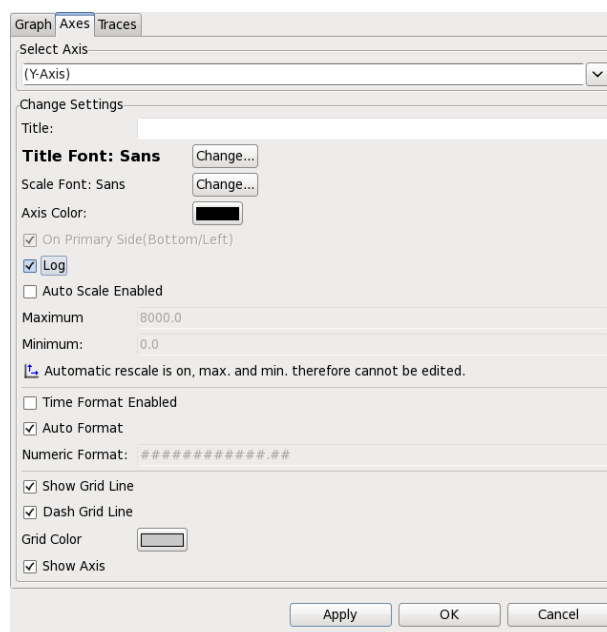 Graph Axes Traces
Select Axis
(Y-Axis)
Change Settings
Title:
Title Font: Sans Change...
Scale Font: Sans Change...
Axis Color:
On Primary Side(Bottom/Left)
Log
Auto Scale Enabled
Maximum 8000.0
Minimum: 0.0
Automatic rescale is on, max. and min. therefore cannot be edited.
Time Format Enabled
Auto Format
Numeric Format: ############.##
Show Grid Line
Dash Grid Line
Grid Color
Show Axis
Apply OK Cancel